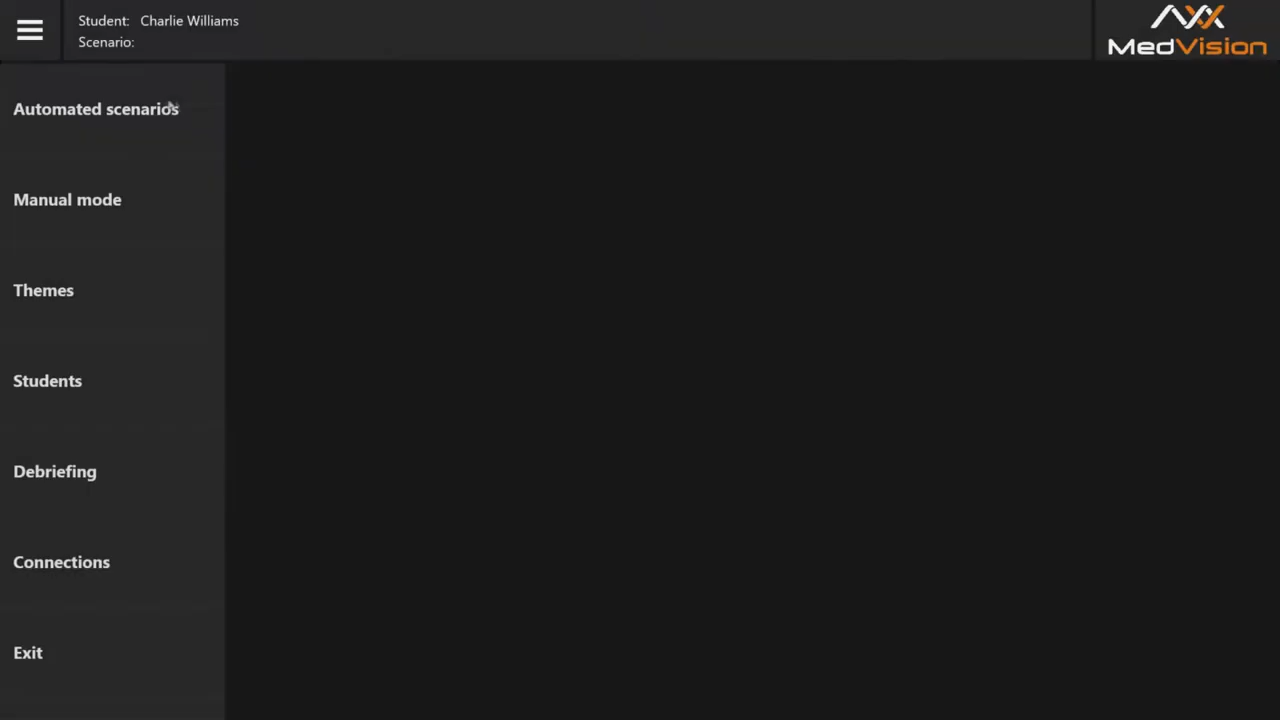 Student: Charlie Williams
Scenario:
MedVision
Automated scenarios
Manual mode
Themes
Students
Debriefing
Connections
Exit